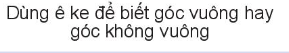 Dùng ê ke để biết góc vuông hay
góc không vuông